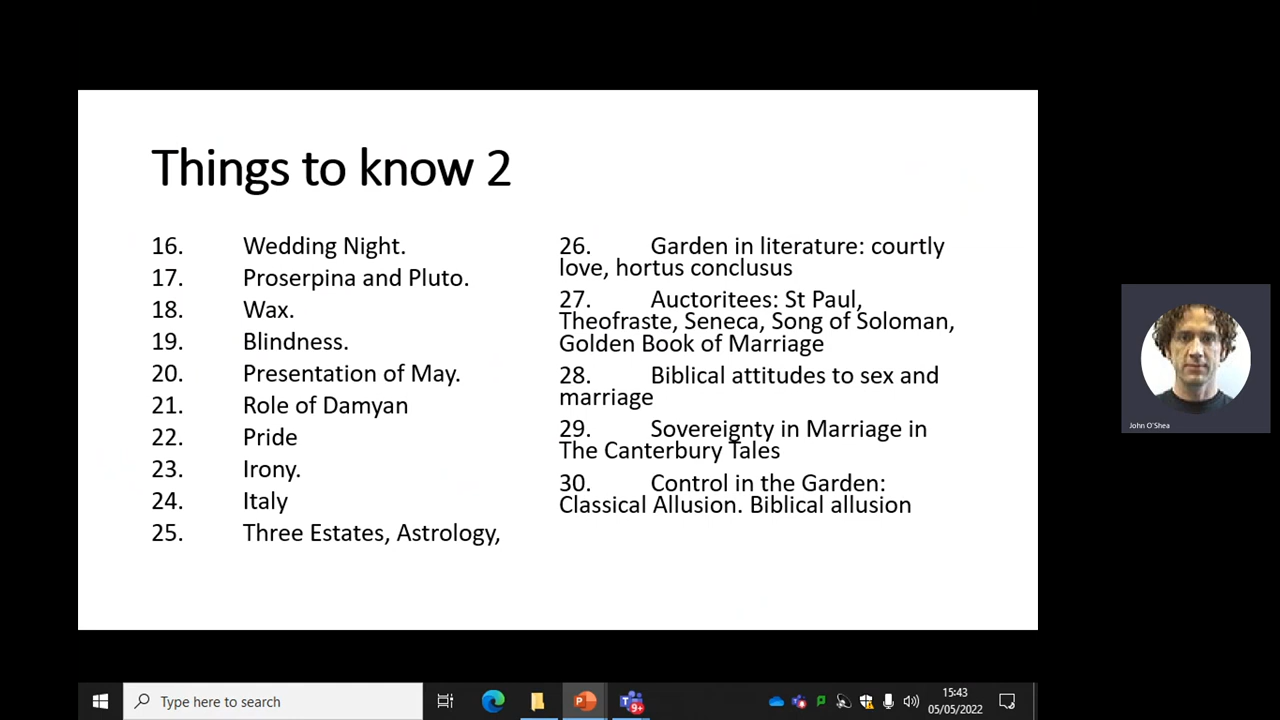 Things to know 2
16. Wedding Night.
17. Proserpina and Pluto.
18. Wax.
19. Blindness.
20. Presentation of May.
21. Role of Damyan
22. Pride
23. Irony.
24. Italy
25. Three Estates, Astrology,
26. Garden in literature: courtly
love, hortus conclusus
27. Auctoritees: St Paul,
Theofraste, Seneca, Song of Soloman,
Golden Book of Marriage
28. Biblical attitudes to sex and
marriage
29. Sovereignty in Marriage in
The Canterbury Tales
30. Control in the Garden:
Classical Allusion. Biblical allusion
John O'Shea
Type here to search
9+
15:43
05/05/2022